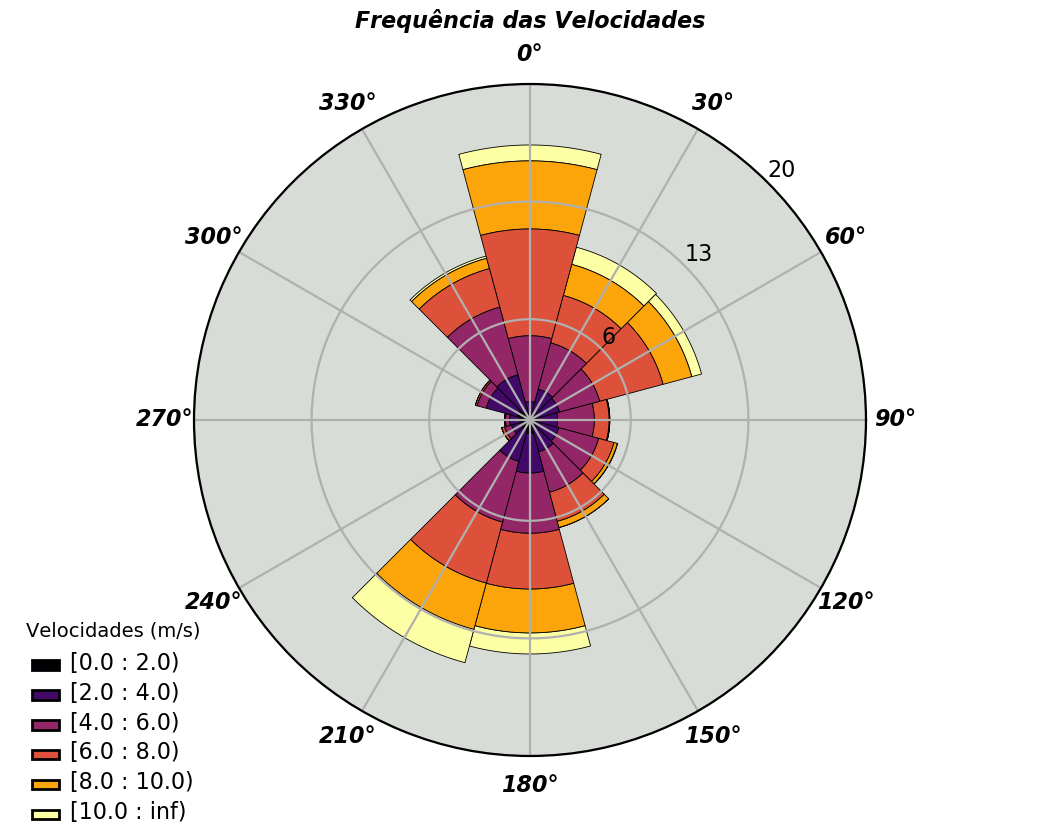 Frequência das Velocidades
0°
330°
30°
20
300°
60°
13
6
270°
90°
240°
120°
210°
150°
180°
Velocidades (m/s)
[0.0 : 2.0)
[2.0 : 4.0)
[4.0 : 6.0)
[6.0 : 8.0)
[8.0 : 10.0)
[10.0 : inf)